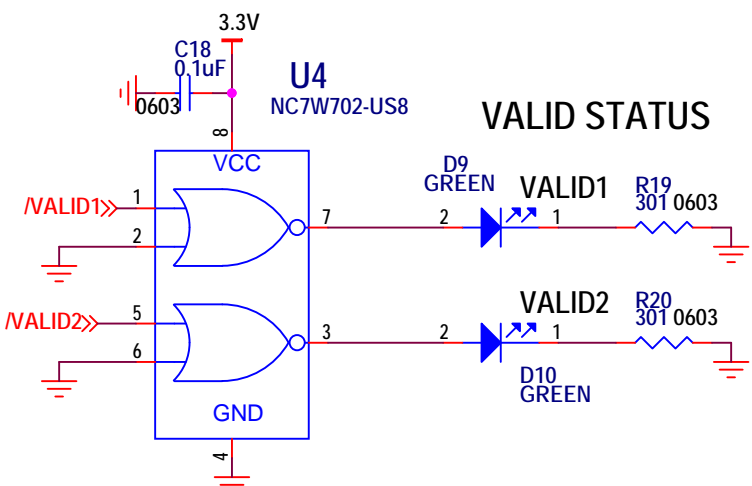 3.3V
C18
0.1uF
0603
U4
NC7W702-US8
VALID STATUS
8
VCC
D9
GREEN
VALID1
R19
301 0603
/VALID1
1
7
2
1
2
/VALID2
5
VALID2
R20
301 0603
3
2
1
6
D10
GREEN
GND
4